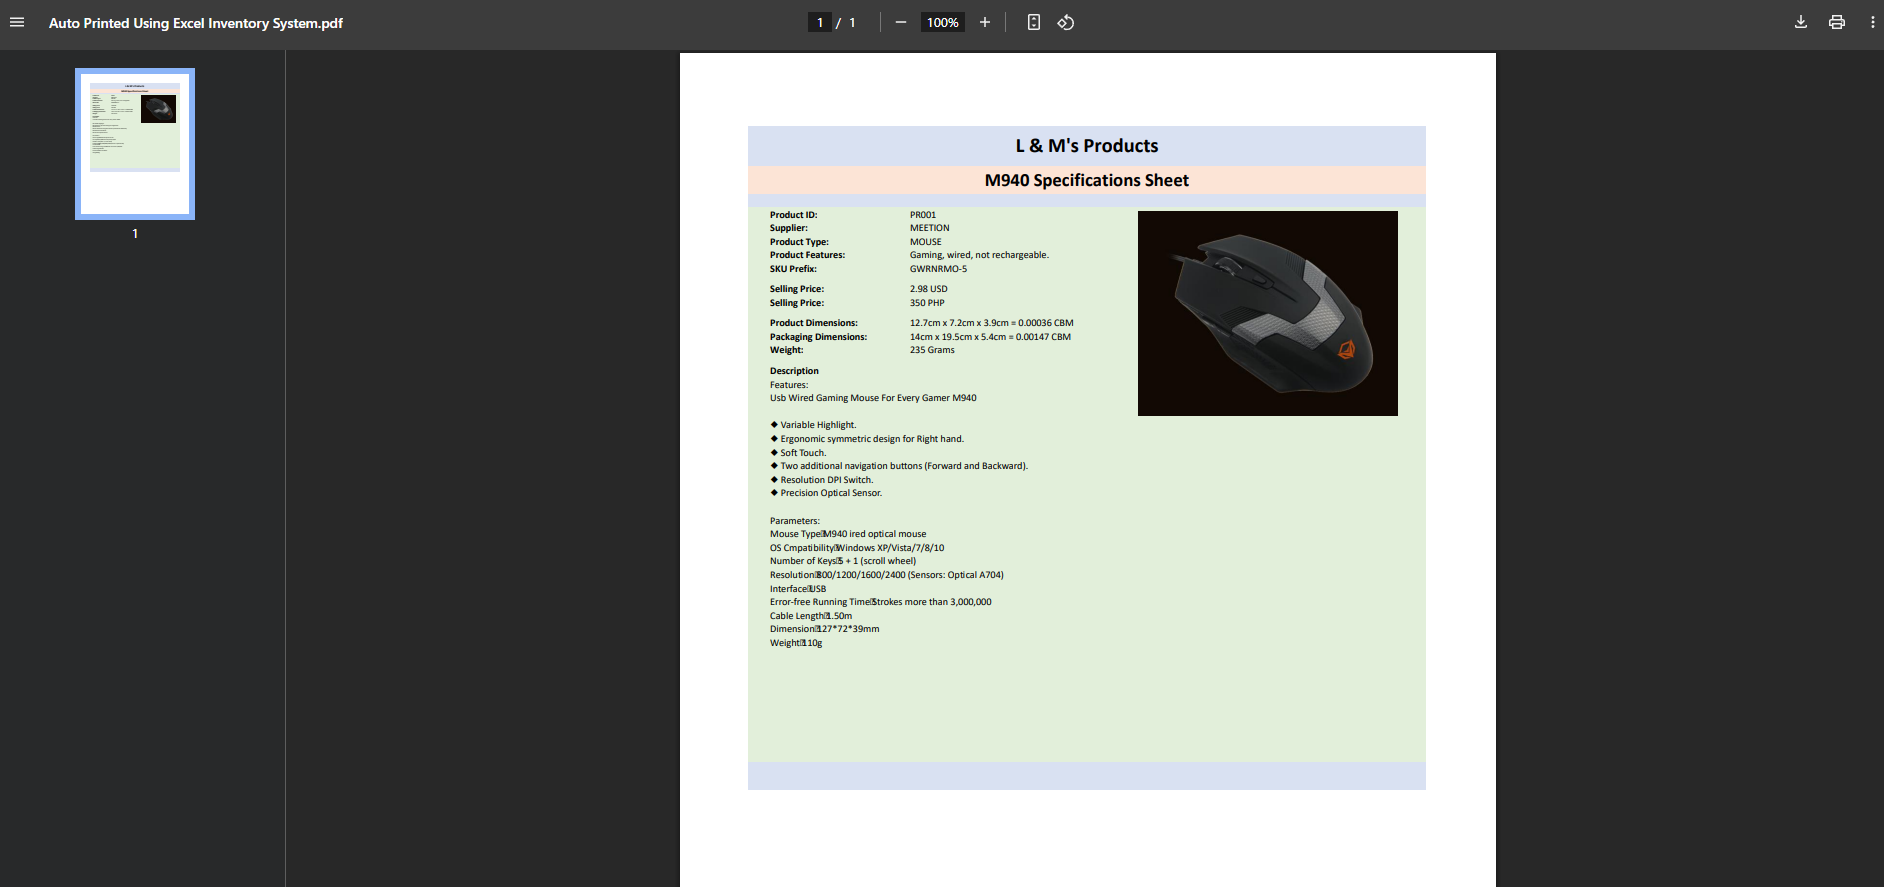 Auto Printed Using Excel Inventory System.pdf
1 / 1
100%
1
L & M's Products
M940 Specifications Sheet
Product ID: PR001
Supplier: MEETION
Product Type: MOUSE
Product Features: Gaming, wired, not rechargeable.
SKU Prefix: GWRNRMO-5
Selling Price: 2.98 USD
Selling Price: 350 PHP
Product Dimensions: 12.7cm x 7.2cm x 3.9cm = 0.00036 CBM
Packaging Dimensions: 14cm x 19.5cm x 5.4cm = 0.00147 CBM
Weight: 235 Grams
Description
Features:
Usb Wired Gaming Mouse For Every Gamer M940
◆ Variable Highlight.
◆ Ergonomic symmetric design for Right hand.
◆ Soft Touch.
◆ Two additional navigation buttons (Forward and Backward).
◆ Resolution DPI Switch.
◆ Precision Optical Sensor.
Parameters:
Mouse Type M940 ired optical mouse
OS Cmpatibility Windows XP/Vista/7/8/10
Number of Keys 5 + 1 (scroll wheel)
Resolution 800/1200/1600/2400 (Sensors: Optical A704)
Interface USB
Error-free Running Time Strokes more than 3,000,000
Cable Length 1.50m
Dimension 127*72*39mm
Weight 110g